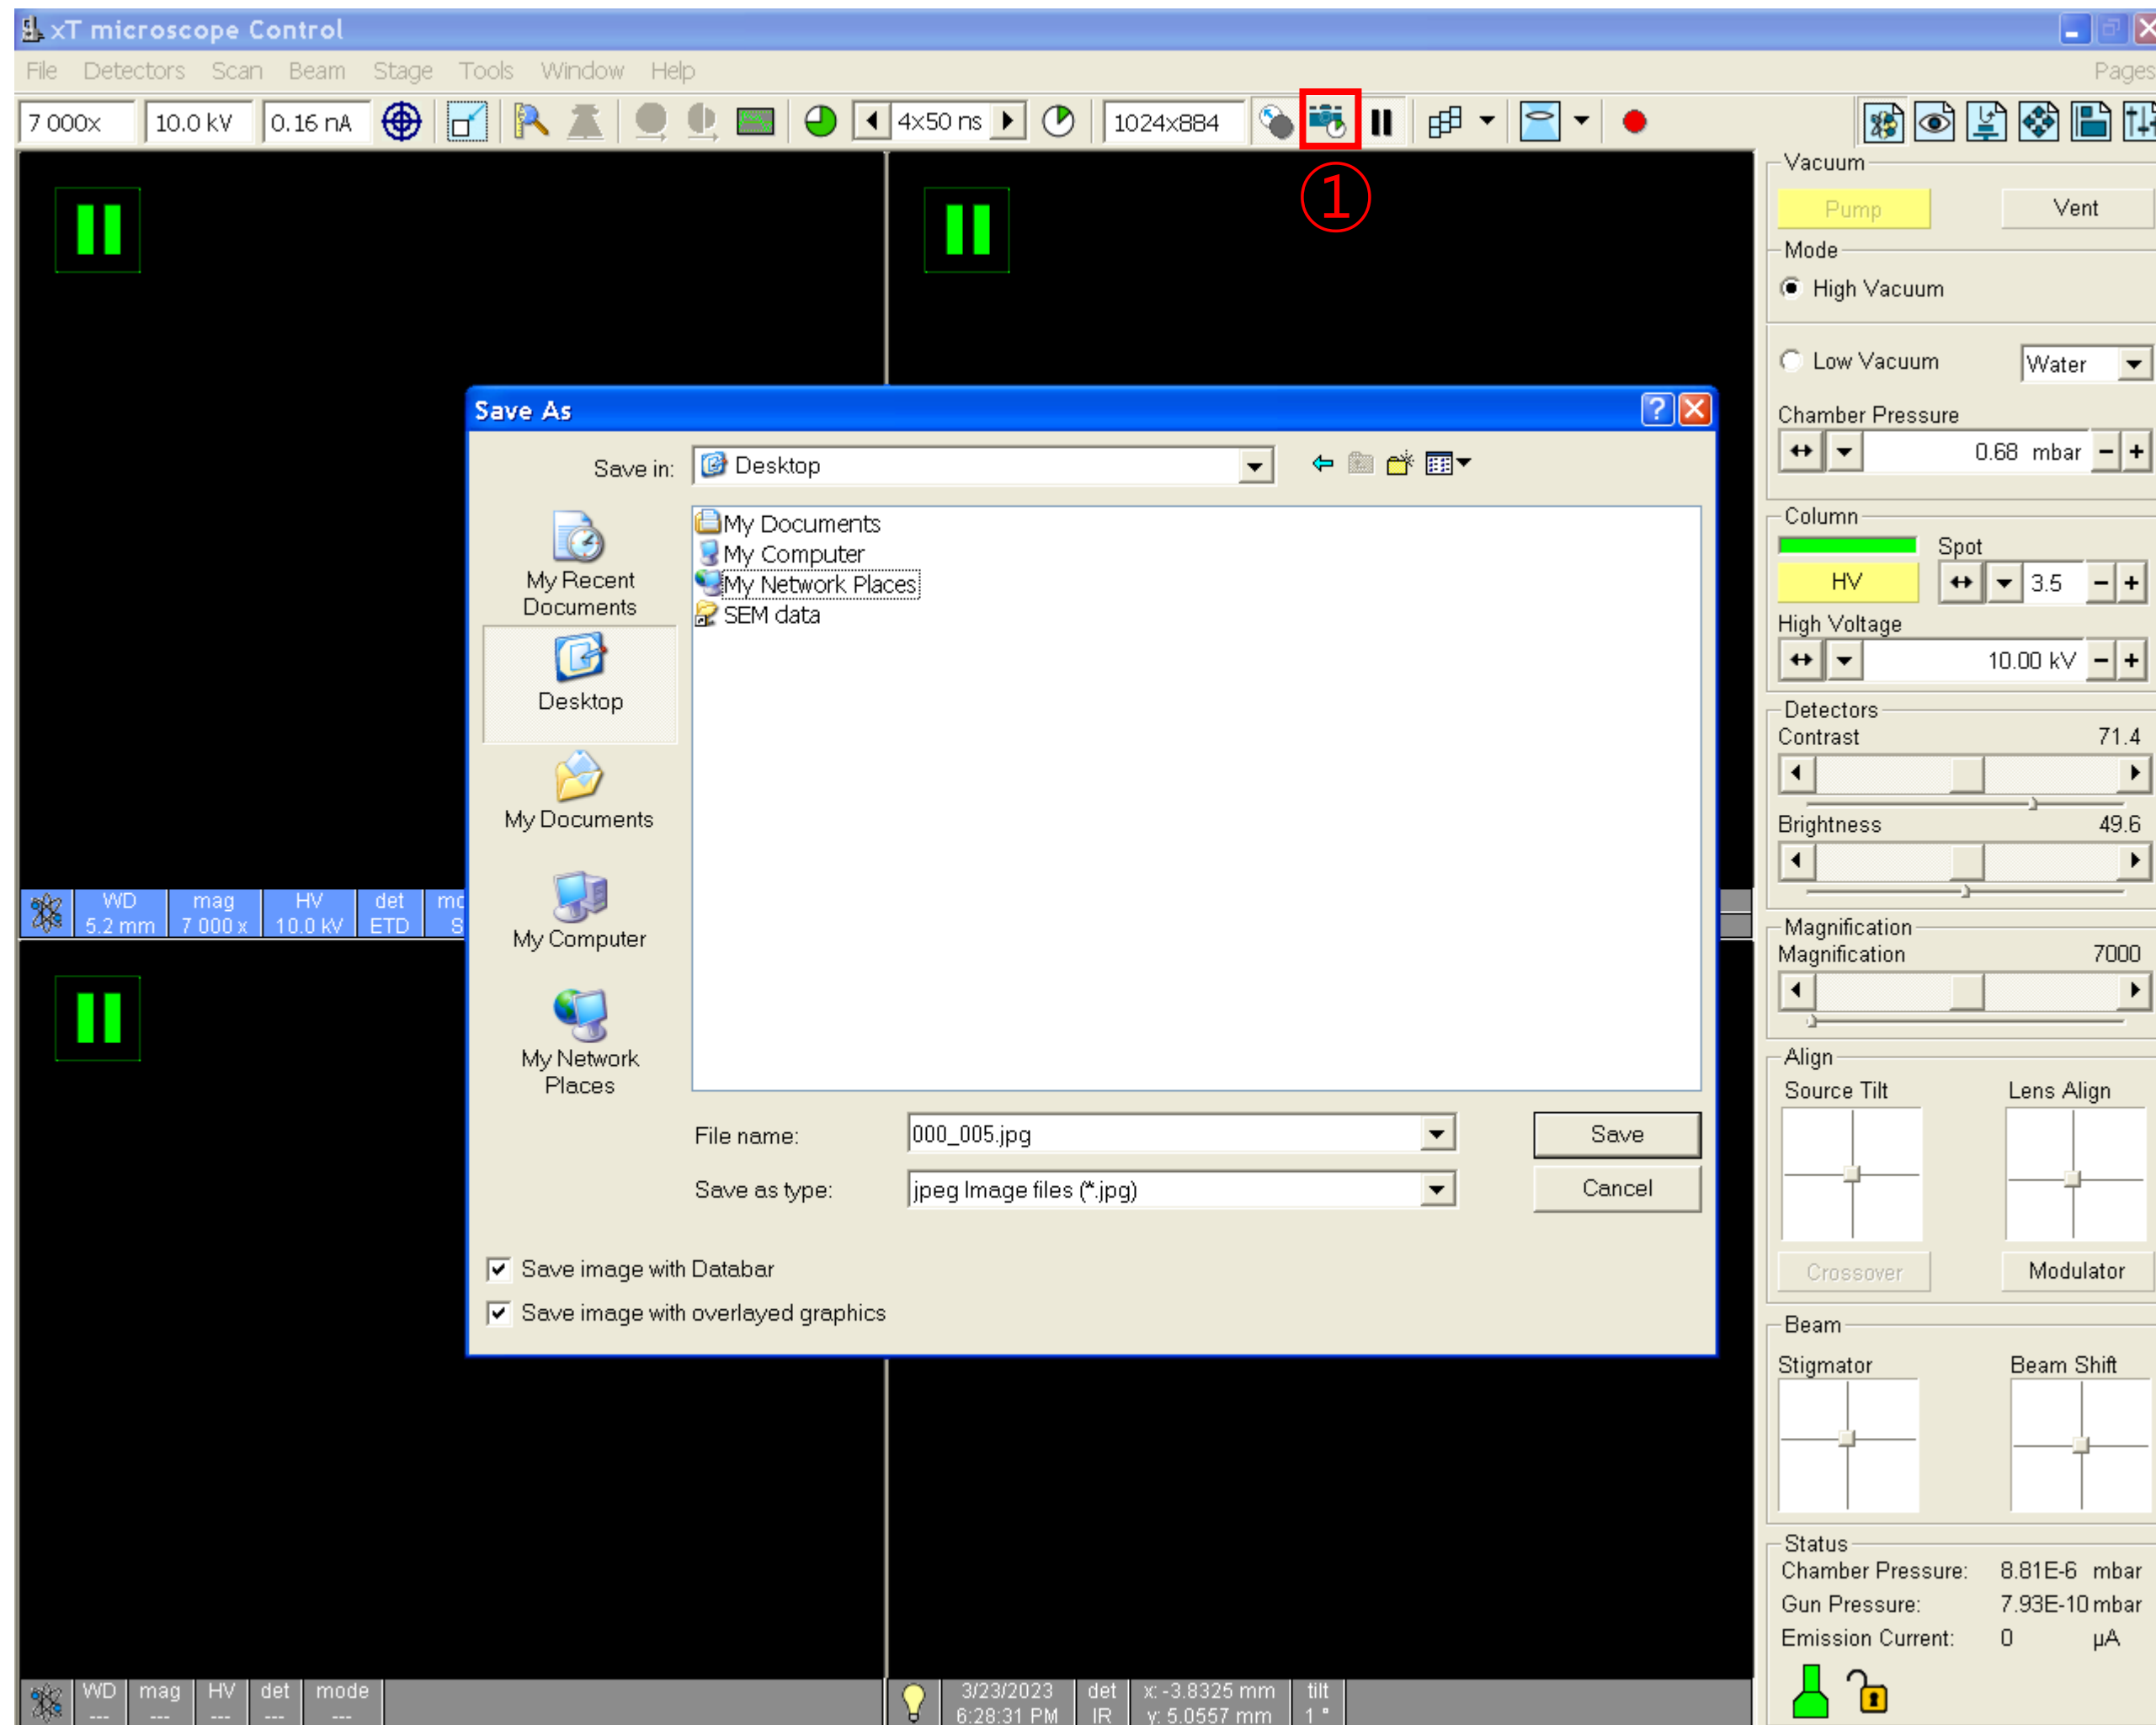 xT microscope Control
File Detectors Scan Beam Stage Tools Window Help Pages
7 000x 10.0 kV 0.16 nA 4x50 ns 1024x884
①
Vacuum
Pump Vent
Mode
High Vacuum
Low Vacuum Water
Chamber Pressure
0.68 mbar
Column
Spot
HV 3.5
High Voltage
10.00 kV
Detectors
Contrast 71.4
Brightness 49.6
Magnification
Magnification 7000
Align
Source Tilt Lens Align
Crossover Modulator
Beam
Stigmator Beam Shift
Status
Chamber Pressure: 8.81E-6 mbar
Gun Pressure: 7.93E-10 mbar
Emission Current: 0 µA
Save As
Save in: Desktop
My Recent
Documents
Desktop
My Documents
My Computer
My Network
Places
My Documents
My Computer
My Network Places
SEM data
File name: 000_005.jpg Save
Save as type: jpeg Image files (*.jpg) Cancel
Save image with Databar
Save image with overlayed graphics
WD mag HV det
5.2 mm 7 000 x 10.0 kV ETD
WD mag HV det mode
--- --- --- --- ---
3/23/2023 det x: -3.8325 mm tilt
6:28:31 PM IR y: 5.0557 mm 1 °